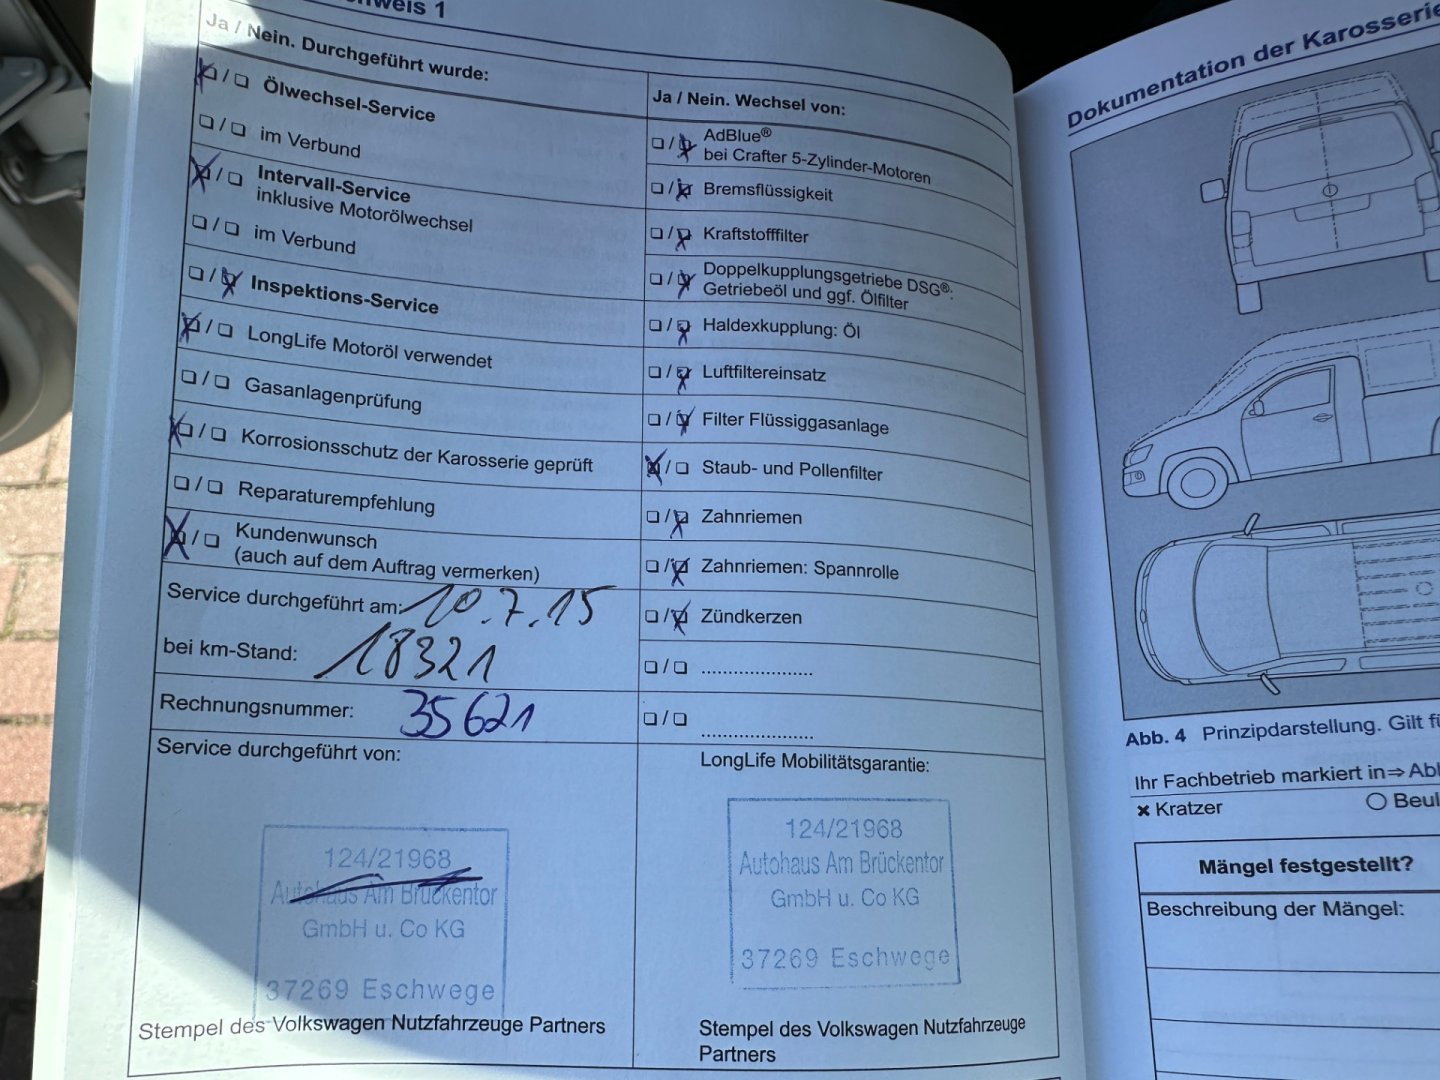 weis 1
Ja / Nein. Durchgeführt wurde:
Ölwechsel-Service
im Verbund
Intervall-Service
inklusive Motorölwechsel
im Verbund
Inspektions-Service
LongLife Motoröl verwendet
Gasanlagenprüfung
Korrosionsschutz der Karosserie geprüft
Reparaturempfehlung
Kundenwunsch
(auch auf dem Auftrag vermerken)
Service durchgeführt am: 10.7.15
bei km-Stand: 18321
Rechnungsnummer: 35621
Service durchgeführt von:
124/21968
Autohaus Am Brückentor
GmbH u. Co KG
37269 Eschwege
Stempel des Volkswagen Nutzfahrzeuge Partners
Ja / Nein. Wechsel von:
AdBlue®
bei Crafter 5-Zylinder-Motoren
Bremsflüssigkeit
Kraftstofffilter
Doppelkupplungsgetriebe DSG®:
Getriebeöl und ggf. Ölfilter
Haldexkupplung: Öl
Luftfiltereinsatz
Filter Flüssiggasanlage
Staub- und Pollenfilter
Zahnriemen
Zahnriemen: Spannrolle
Zündkerzen
LongLife Mobilitätsgarantie:
124/21968
Autohaus Am Brückentor
GmbH u. Co KG
37269 Eschwege
Stempel des Volkswagen Nutzfahrzeuge
Partners
Dokumentation der Karosserie
Abb. 4 Prinzipdarstellung. Gilt fü
Ihr Fachbetrieb markiert in⇒Abb
Kratzer
Beul
Mängel festgestellt?
Beschreibung der Mängel: